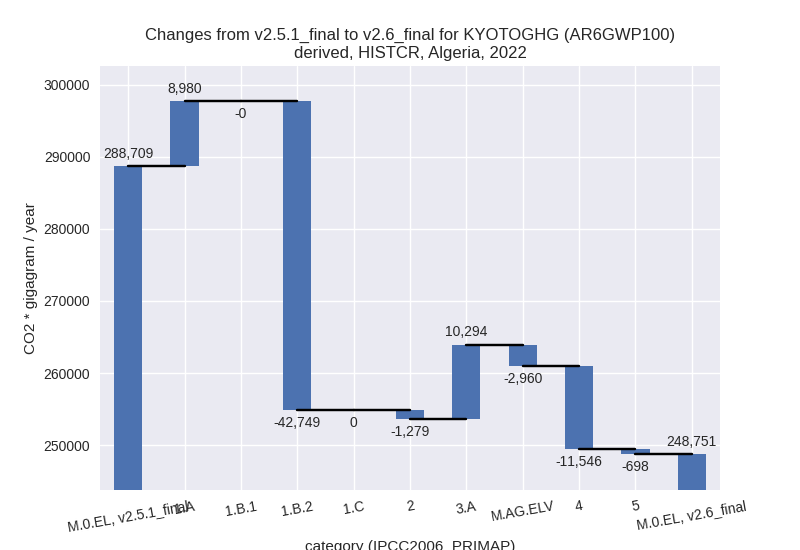 Changes from v2.5.1_final to v2.6_final for KYOTOGHG (AR6GWP100)
derived, HISTCR, Algeria, 2022
CO2 * gigagram / year
300000
290000
280000
270000
260000
250000
288,709
8,980
-0
-42,749
0
-1,279
10,294
-2,960
-11,546
-698
248,751
M.0.EL, v2.5.1_final
1.A
1.B.1
1.B.2
1.C
2
3.A
M.AG.ELV
4
5
M.0.EL, v2.6_final
category (IPCC2006_PRIMAP)